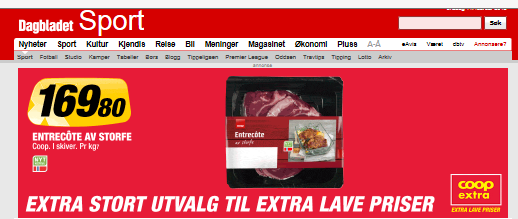 Dagbladet Sport
Søk
Nyheter Sport Kultur Kjendis Reise Bil Meninger Magasinet Økonomi Pluss A-Å eAvis Været dbtv Annonsere?
Sport Fotball Studio Kamper Tabeller Børs Blogg Tippeligaen Premier League Oddsen Travtips Tipping Lotto Arkiv
annonse
169 80
ENTRECÔTE AV STORFE
Coop. I skiver. Pr kg?
NYT
Entrecôte
av storfe
coop
extra
EXTRA LAVE PRISER
EXTRA STORT UTVALG TIL EXTRA LAVE PRISER